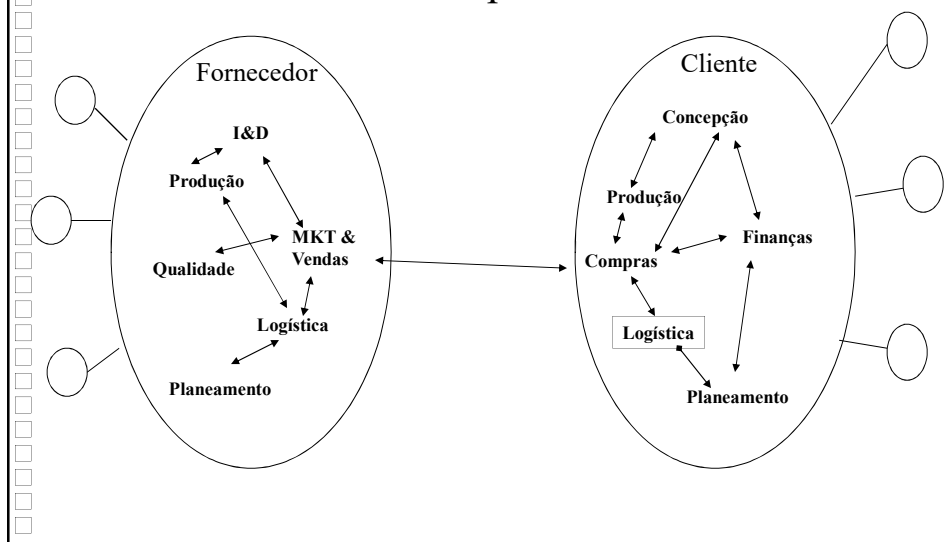 Fornecedor
I&D
Produção
MKT &
Vendas
Qualidade
Logística
Planeamento
Cliente
Concepção
Produção
Finanças
Compras
Logística
Planeamento